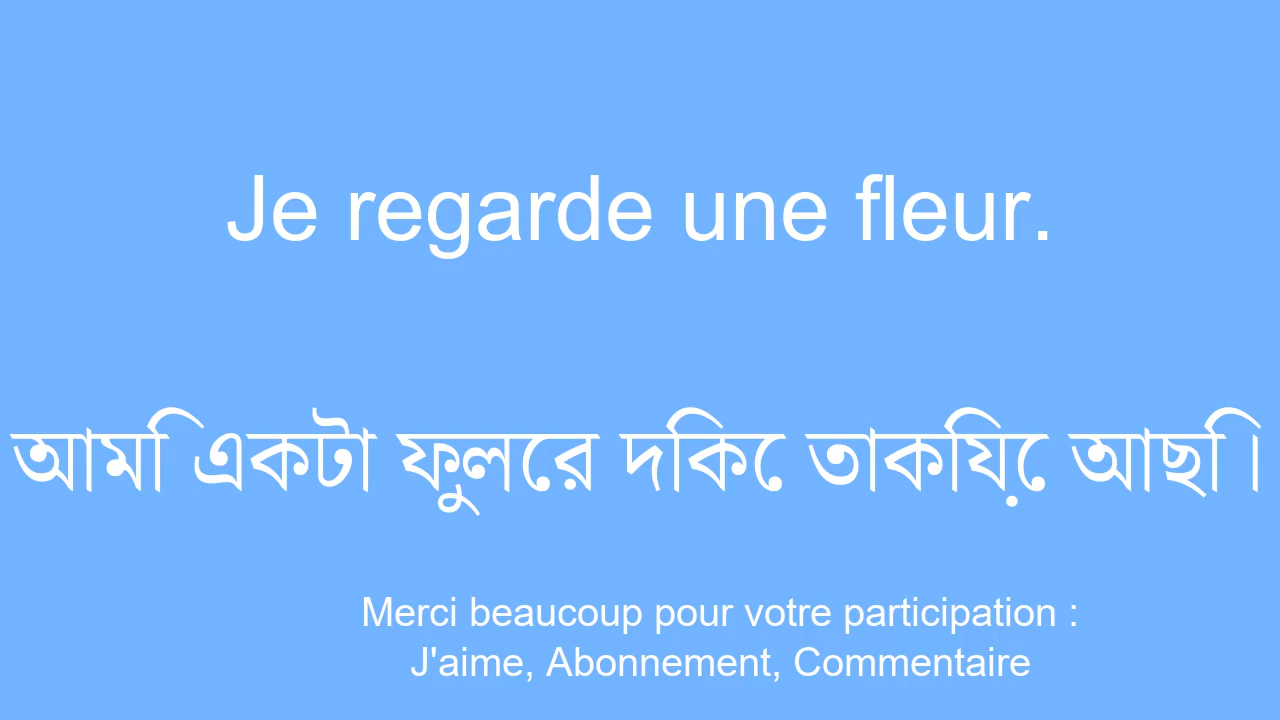 Je regarde une fleur.
আমি একটা ফুলের দিকে তাকিয়ে আছি।
Merci beaucoup pour votre participation :
J'aime, Abonnement, Commentaire